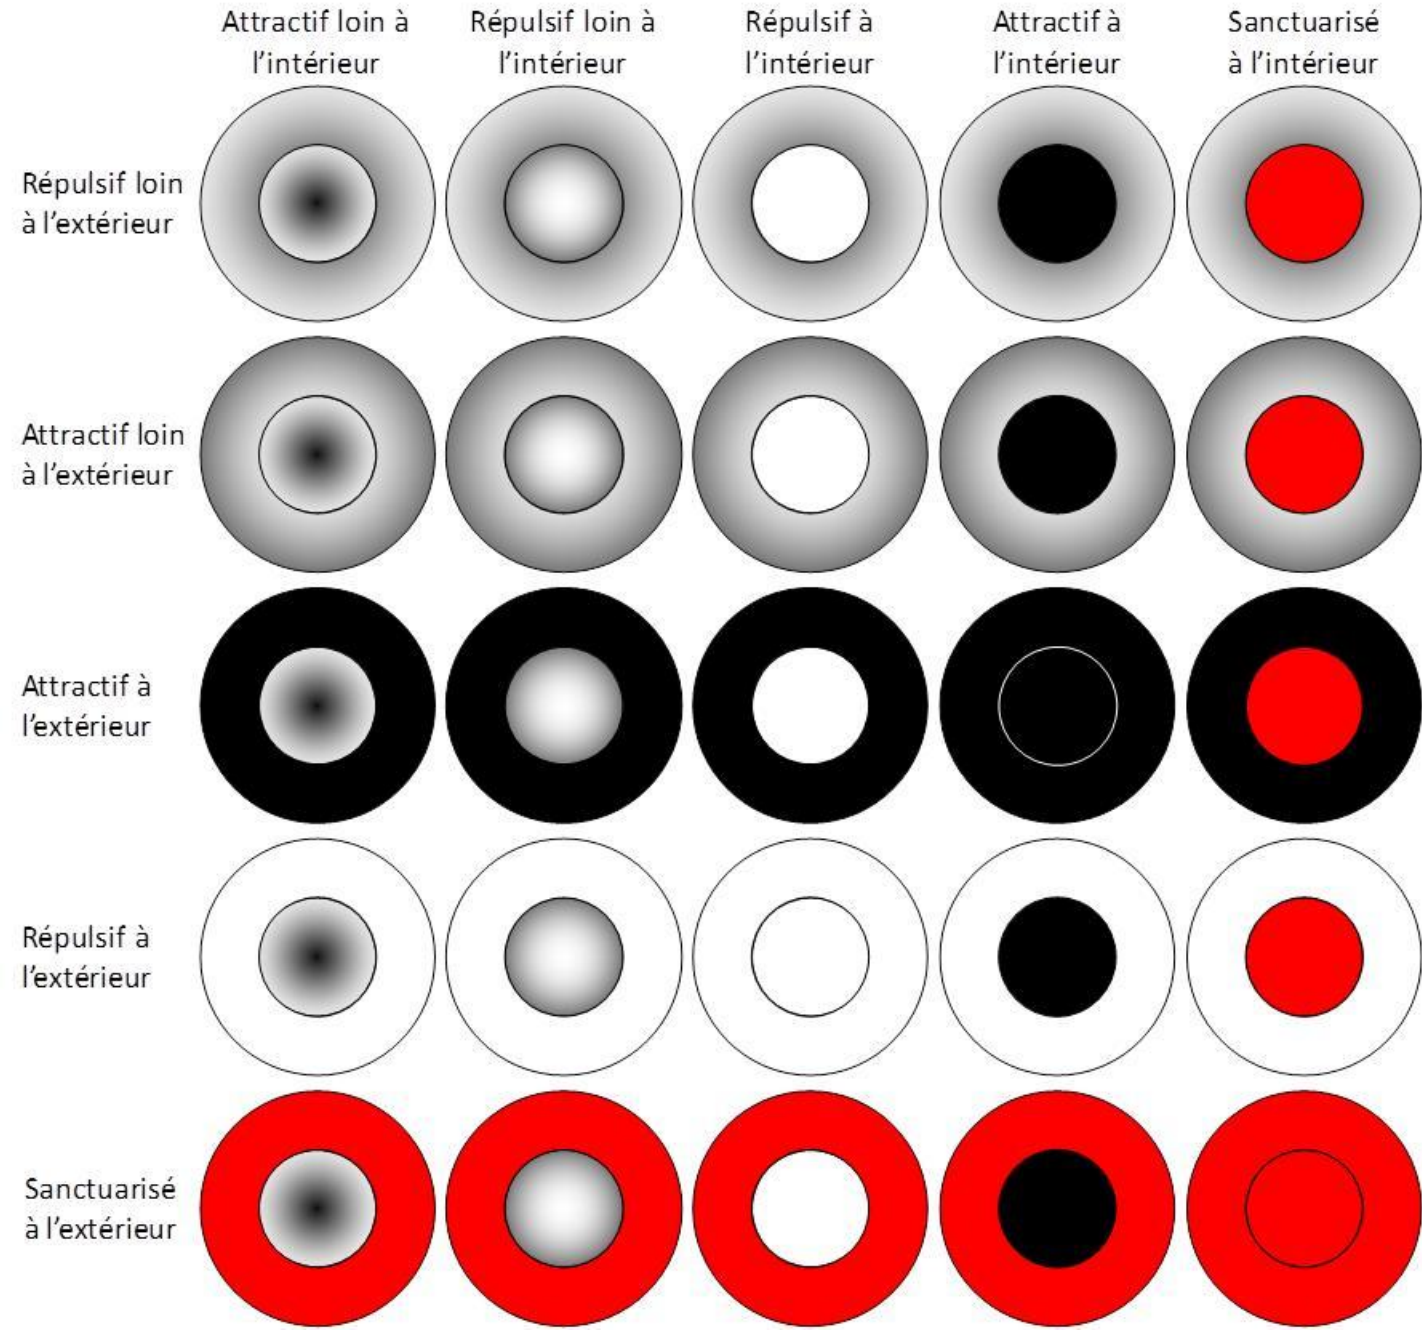 Attractif loin à
l'intérieur
Répulsif loin à
l'intérieur
Répulsif à
l'intérieur
Attractif à
l'intérieur
Sanctuarisé
à l'intérieur
Répulsif loin
à l'extérieur
Attractif loin
à l'extérieur
Attractif à
l'extérieur
Répulsif à
l'extérieur
Sanctuarisé
à l'extérieur